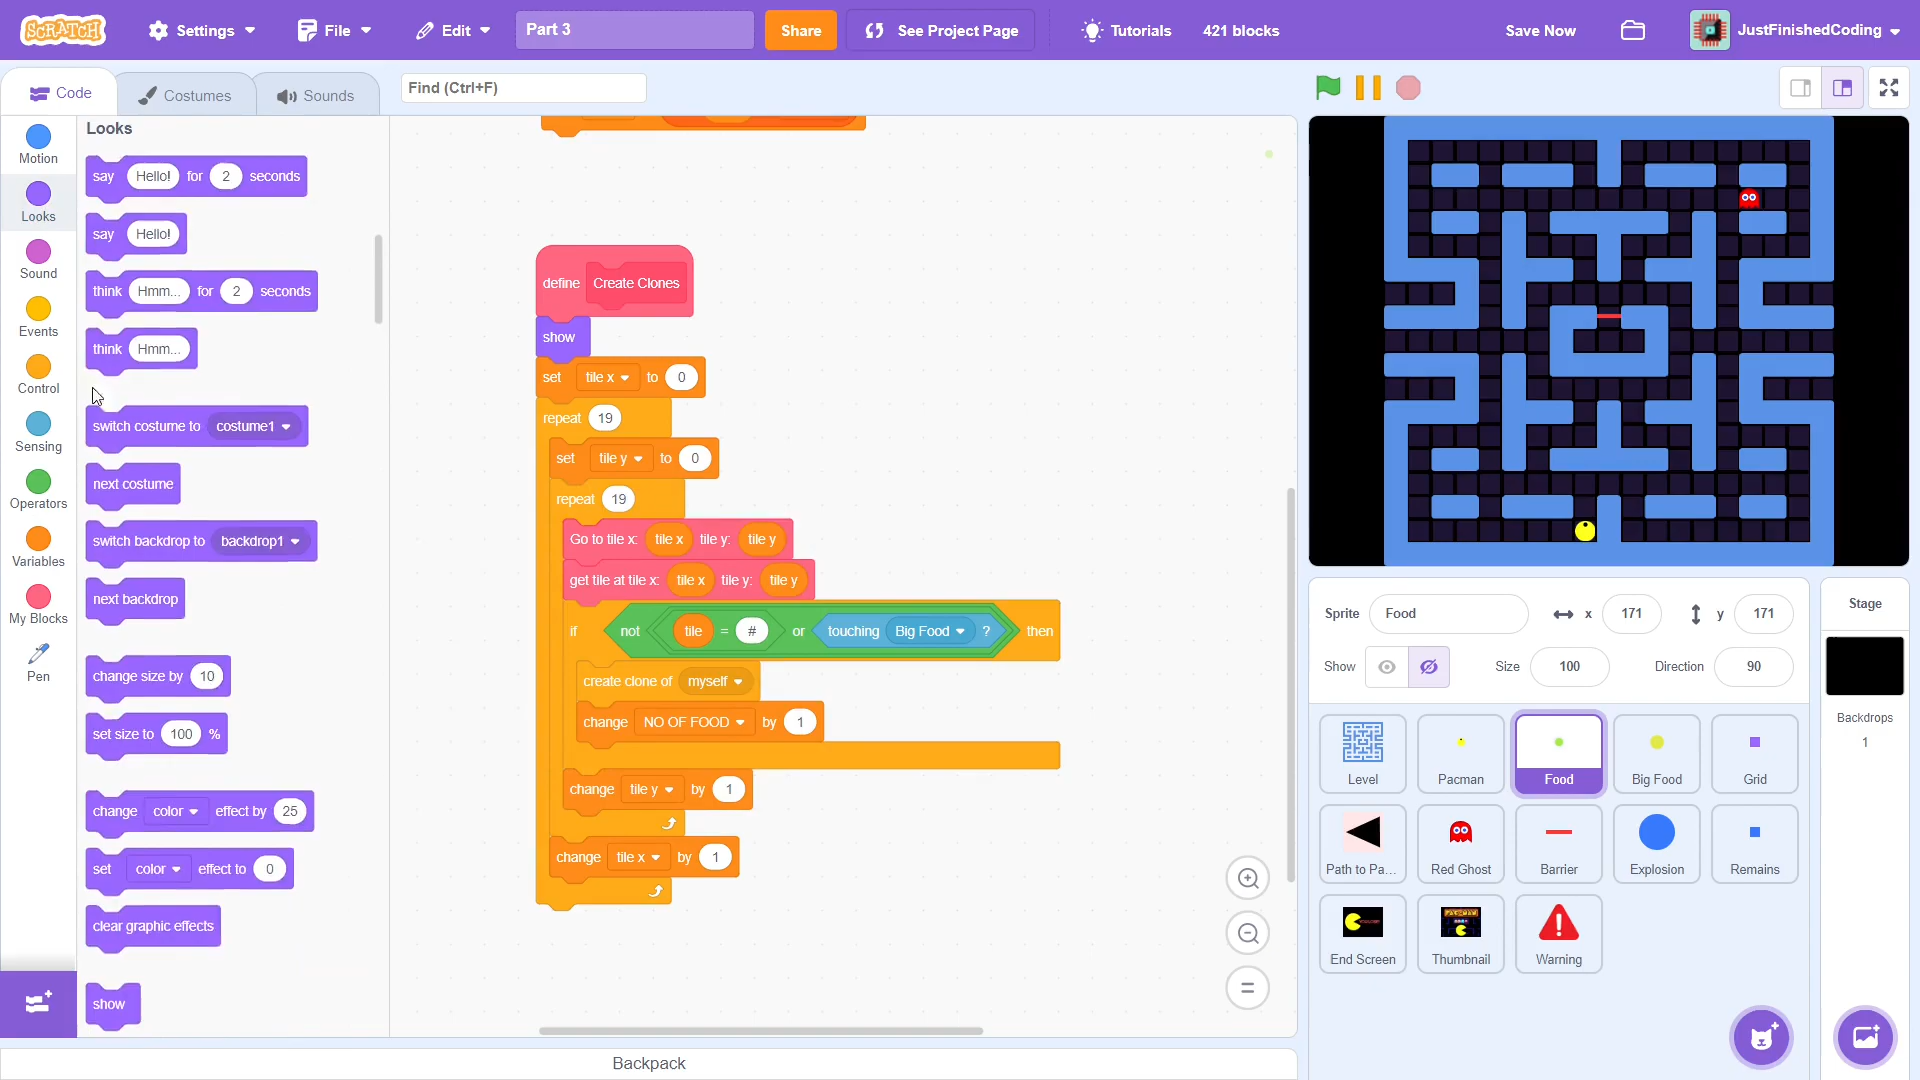 SCRATCH Settings File Edit Part 3 Share See Project Page Tutorials 421 blocks Save Now JustFinishedCoding
Code Costumes Sounds Find (Ctrl+F)
Motion
Looks
Sound
Events
Control
Sensing
Operators
Variables
My Blocks
Pen
Looks
say Hello! for 2 seconds
say Hello!
think Hmm... for 2 seconds
think Hmm...
switch costume to costume1
next costume
switch backdrop to backdrop1
next backdrop
change size by 10
set size to 100 %
change color effect by 25
set color effect to 0
clear graphic effects
show
define Create Clones
show
set tile x to 0
repeat 19
set tile y to 0
repeat 19
Go to tile x: tile x tile y: tile y
get tile at tile x: tile x tile y: tile y
if not tile = # or touching Big Food ? then
create clone of myself
change NO OF FOOD by 1
change tile y by 1
change tile x by 1
Backpack
Sprite Food x 171 y 171
Show Size 100 Direction 90
Level Pacman Food Big Food Grid
Path to Pa... Red Ghost Barrier Explosion Remains
End Screen Thumbnail Warning
Stage
Backdrops
1